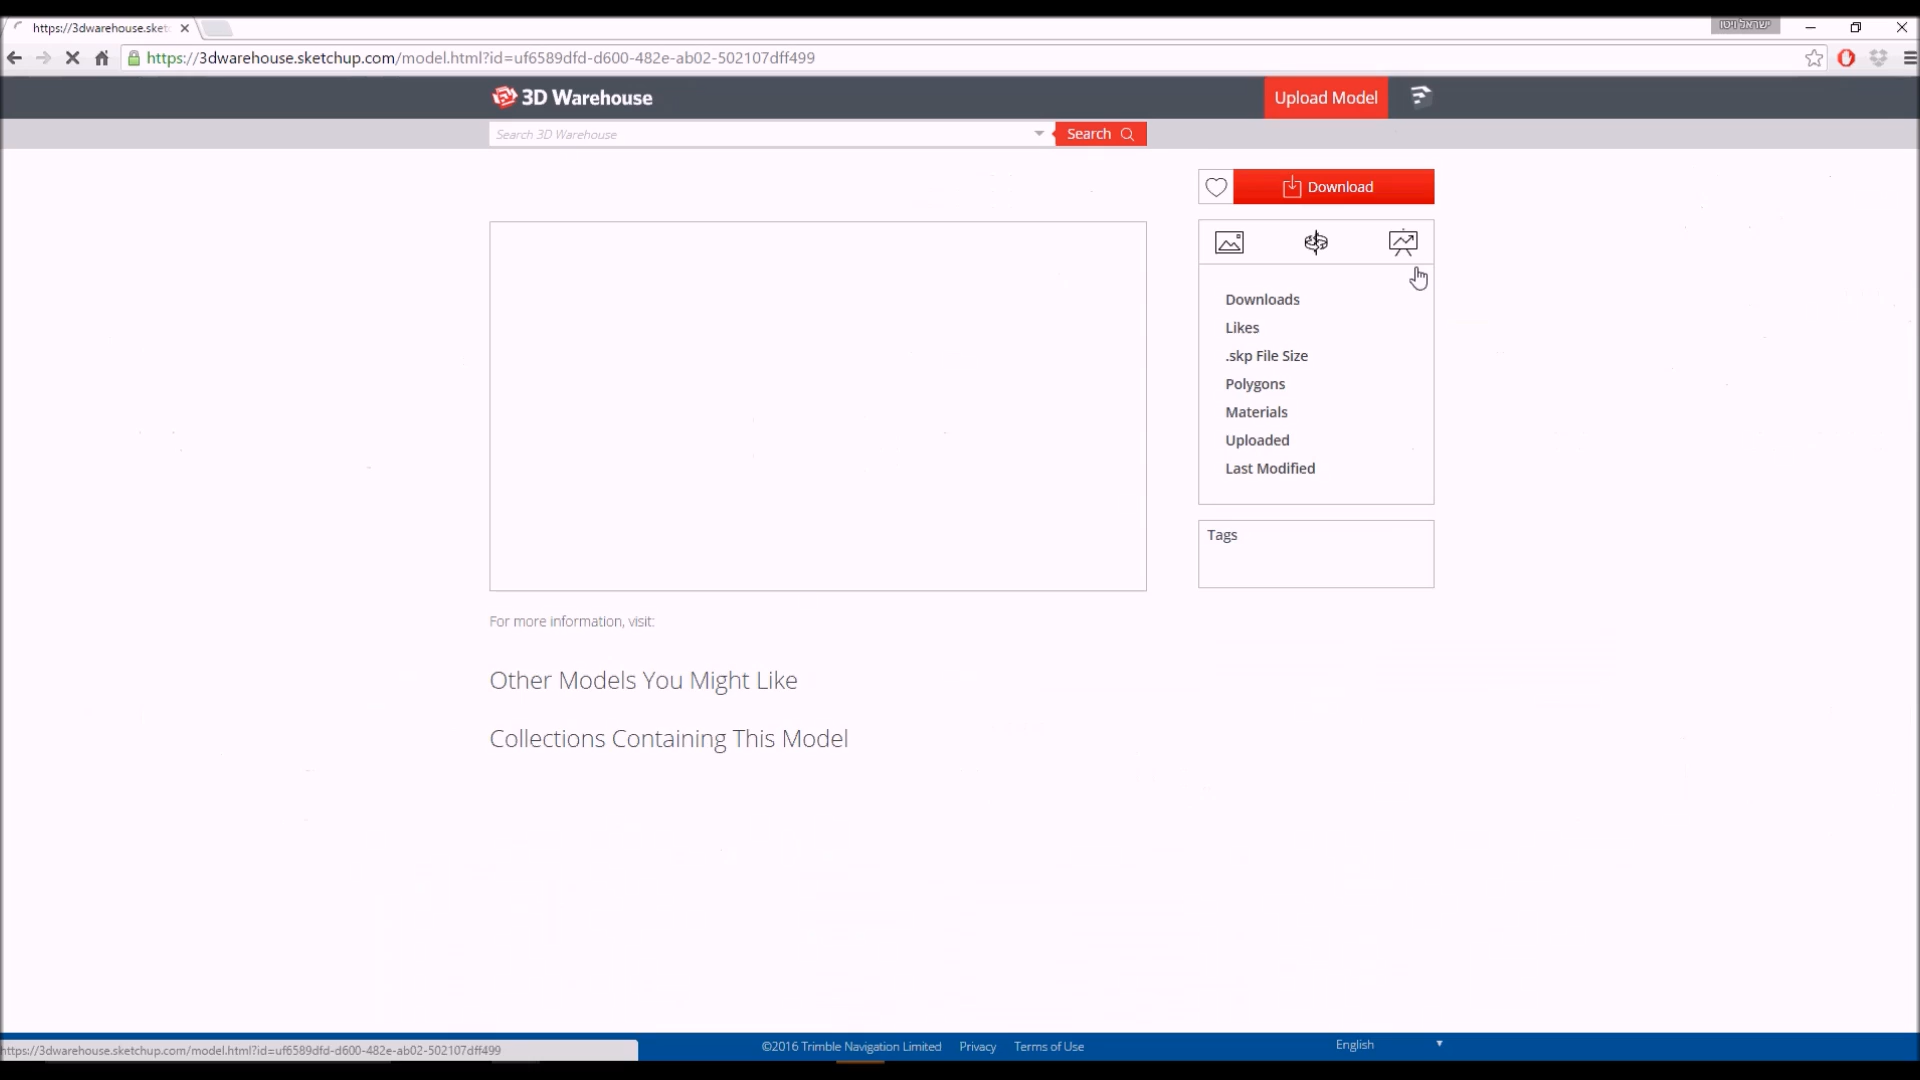 https://3dwarehouse.sket
ישראל ויטו
https://3dwarehouse.sketchup.com/model.html?id=uf6589dfd-d600-482e-ab02-502107dff499
3D Warehouse
Upload Model
Search 3D Warehouse
Search
Download
Downloads
Likes
.skp File Size
Polygons
Materials
Uploaded
Last Modified
Tags
For more information, visit:
Other Models You Might Like
Collections Containing This Model
https://3dwarehouse.sketchup.com/model.html?id=uf6589dfd-d600-482e-ab02-502107dff499
©2016 Trimble Navigation Limited Privacy Terms of Use
English